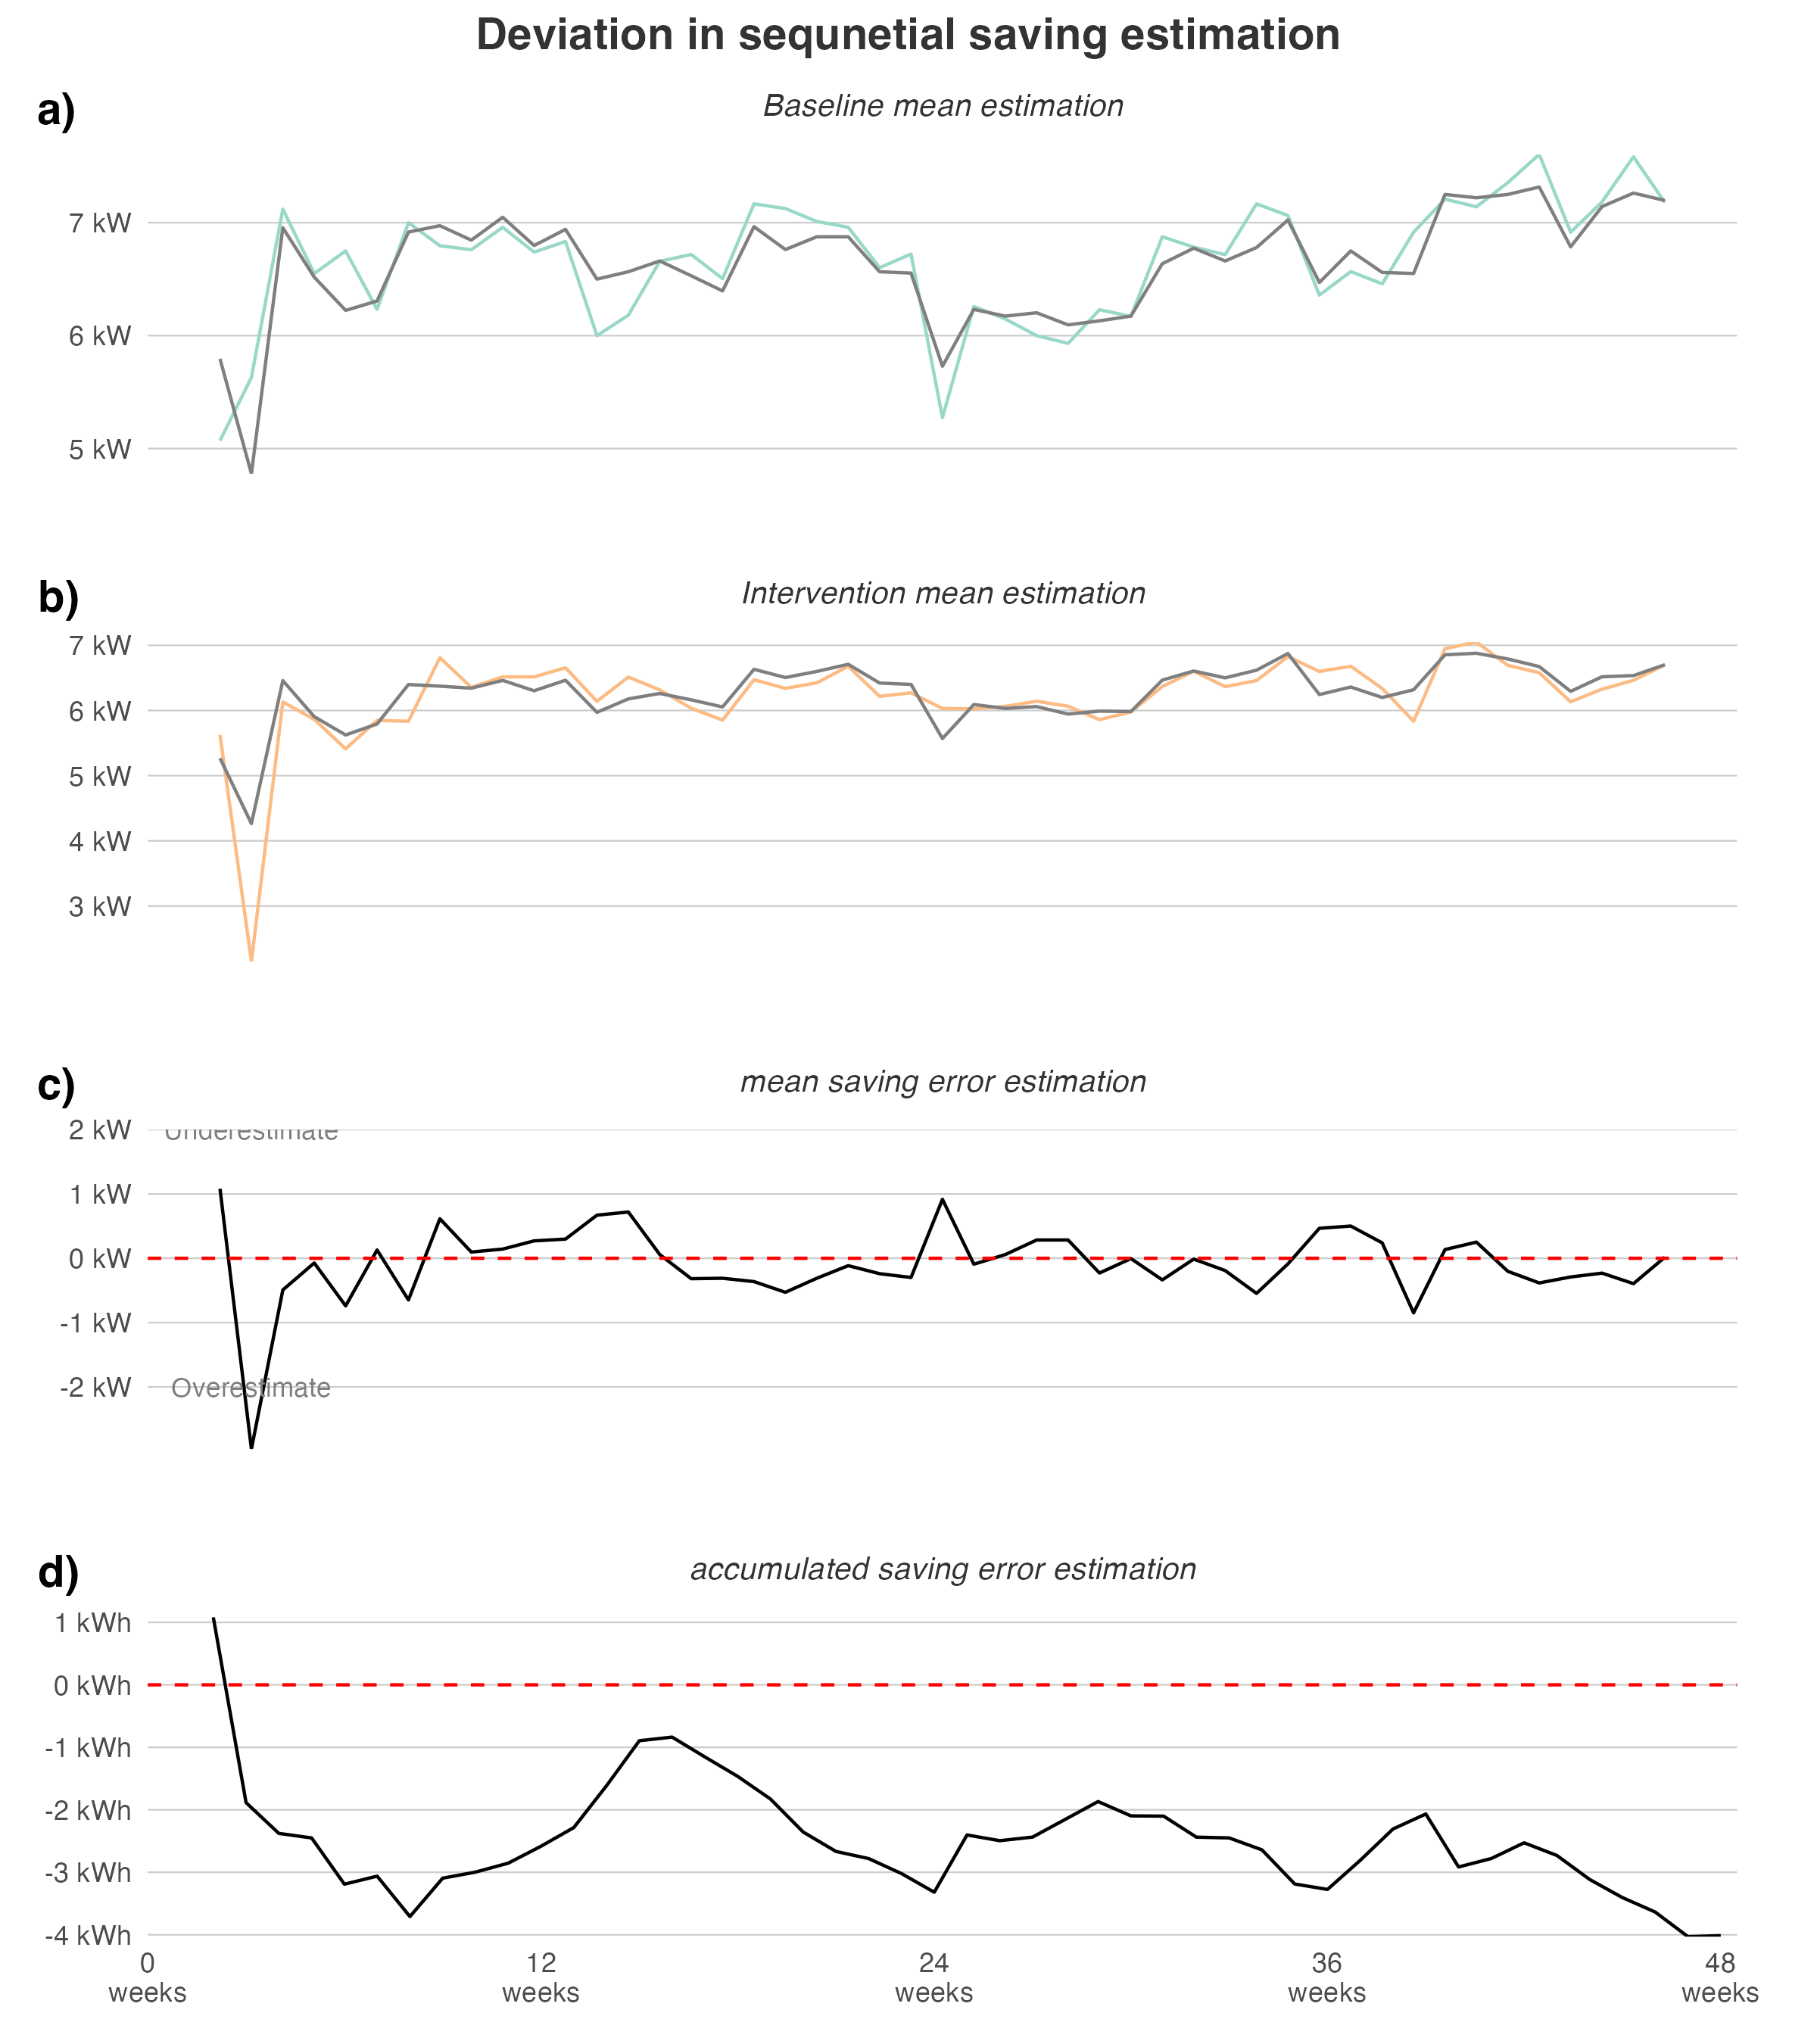 Deviation in sequnetial saving estimation
a)
Baseline mean estimation
7 kW
6 kW
5 kW
b)
Intervention mean estimation
7 kW
6 kW
5 kW
4 kW
3 kW
c)
mean saving error estimation
2 kW
Underestimate
1 kW
0 kW
-1 kW
-2 kW
Overestimate
d)
accumulated saving error estimation
1 kWh
0 kWh
-1 kWh
-2 kWh
-3 kWh
-4 kWh
0 12 24 36 48
weeks weeks weeks weeks weeks